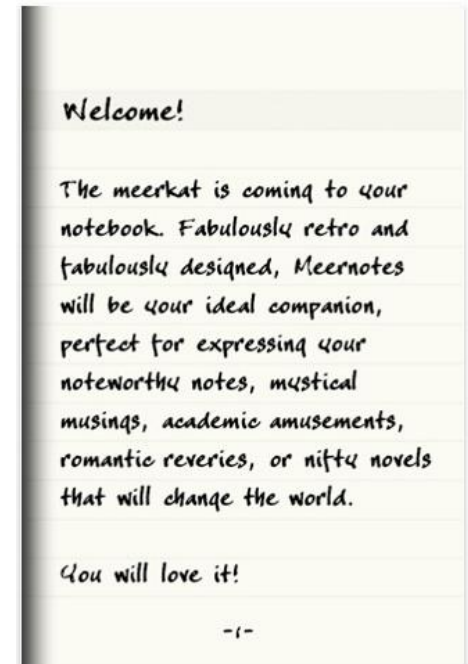 Welcome!
The meerkat is coming to your
notebook. Fabulously retro and
fabulously designed, Meernotes
will be your ideal companion,
perfect for expressing your
noteworthy notes, mystical
musings, academic amusements,
romantic reveries, or nifty novels
that will change the world.
You will love it!
-1-